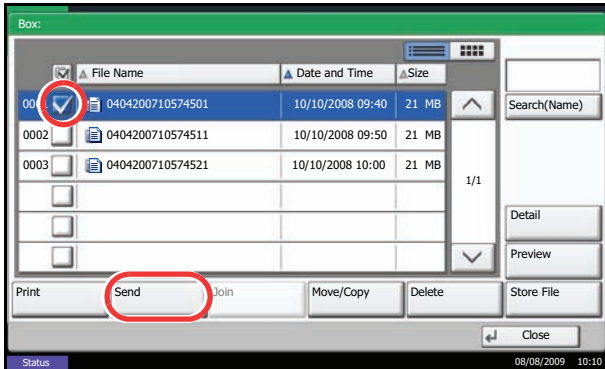 Box:
File Name Date and Time Size
0001 0404200710574501 10/10/2008 09:40 21 MB
Search(Name)
0002 0404200710574511 10/10/2008 09:50 21 MB
0003 0404200710574521 10/10/2008 10:00 21 MB
1/1
Detail
Preview
Print Send Join Move/Copy Delete Store File
Close
Status 08/08/2009 10:10